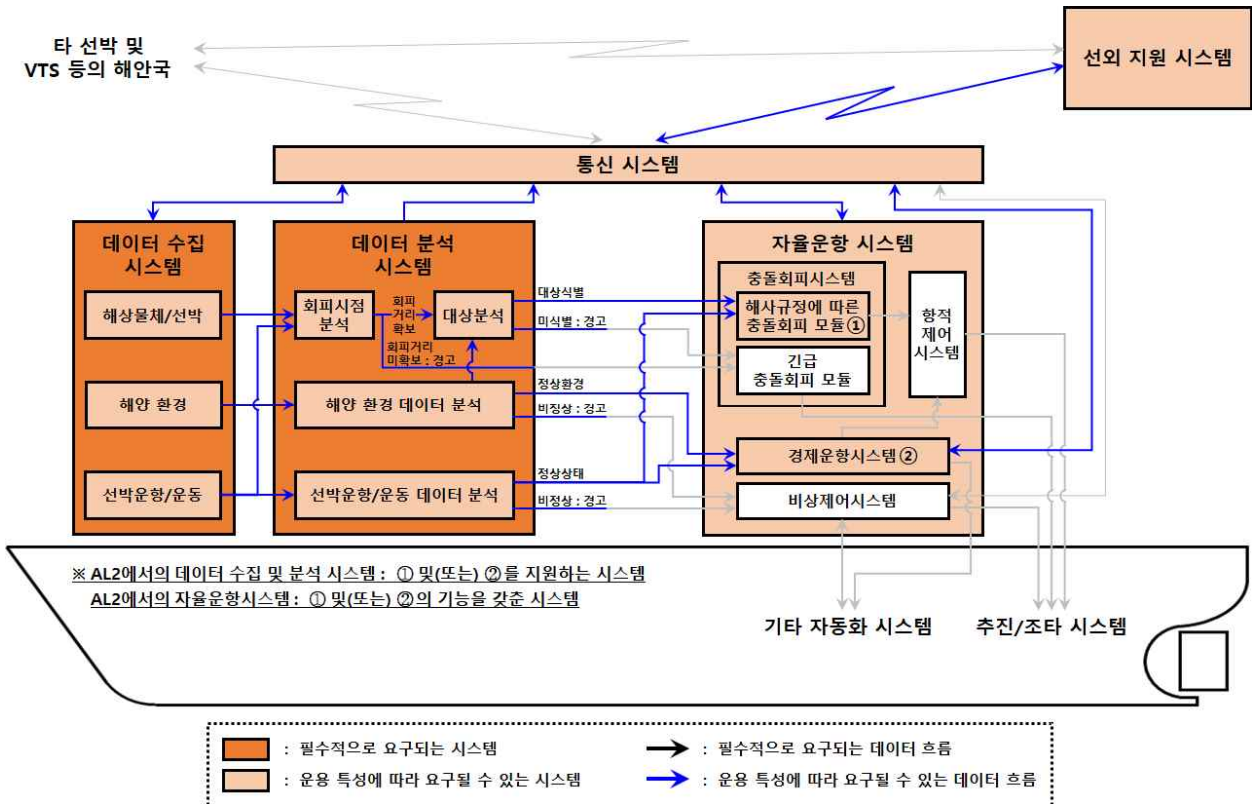 타 선박 및
VTS 등의 해안국
선외 지원 시스템
통신 시스템
데이터 수집
시스템
해상물체/선박
해양 환경
선박운항/운동
데이터 분석
시스템
회피시점
분석
회피
거리
확보
대상분석
회피거리
미확보 : 경고
해양 환경 데이터 분석
선박운항/운동 데이터 분석
대상식별
미식별 : 경고
정상환경
비정상 : 경고
정상상태
비정상 : 경고
자율운항 시스템
충돌회피시스템
해사규정에 따른
충돌회피 모듈①
긴급
충돌회피 모듈
항적
제어
시스템
경제운항시스템②
비상제어시스템
※ AL2에서의 데이터 수집 및 분석 시스템 : ① 및(또는) ②를 지원하는 시스템
AL2에서의 자율운항시스템 : ① 및(또는) ②의 기능을 갖춘 시스템
기타 자동화 시스템
추진/조타 시스템
: 필수적으로 요구되는 시스템
: 필수적으로 요구되는 데이터 흐름
: 운용 특성에 따라 요구될 수 있는 시스템
: 운용 특성에 따라 요구될 수 있는 데이터 흐름